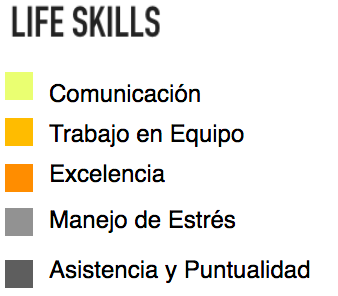 LIFE SKILLS
Comunicación
Trabajo en Equipo
Excelencia
Manejo de Estrés
Asistencia y Puntualidad